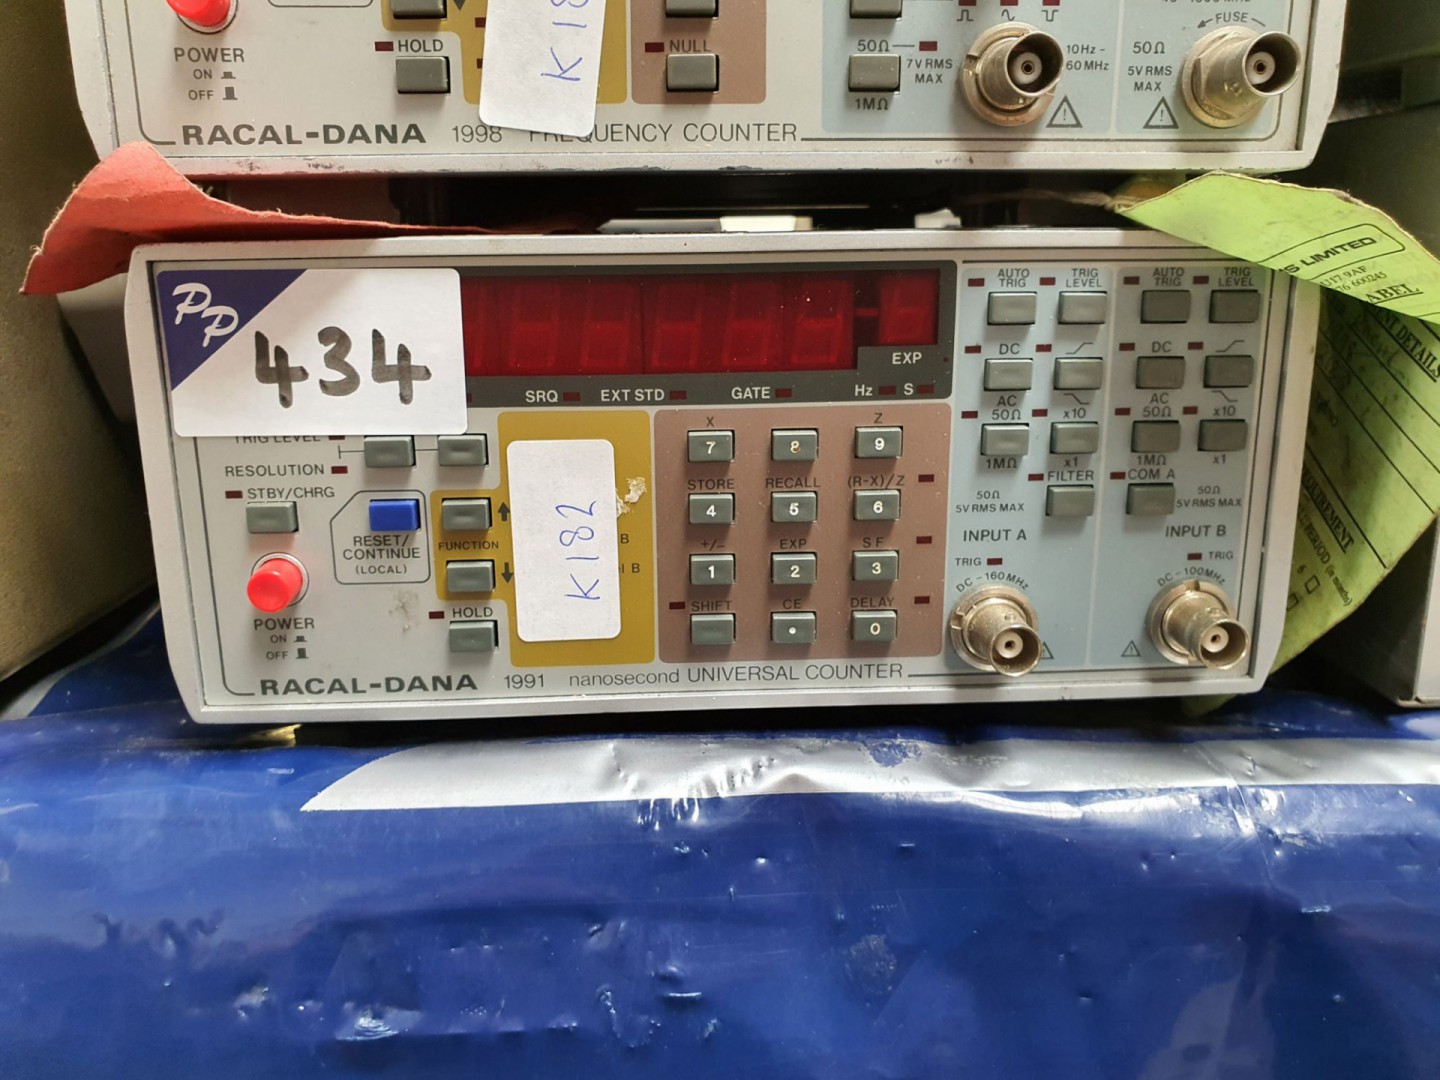 POWER
ON
OFF
HOLD
K 18
NULL
50Ω
7V RMS
MAX
1MΩ
10Hz -
60MHz
FUSE
50Ω
5V RMS
MAX
RACAL-DANA 1998 FREQUENCY COUNTER
S LIMITED
PP
434
EXP
SRQ EXT STD GATE Hz S
TRIG LEVEL
RESOLUTION
STBY/CHRG
RESET/
CONTINUE
(LOCAL)
FUNCTION
B
B
K 182
HOLD
POWER
ON
OFF
X Z
7 8 9
STORE RECALL (R-X)/Z
4 5 6
+/- EXP SF
1 2 3
SHIFT CE DELAY
. 0
AUTO
TRIG
TRIG
LEVEL
DC
AC
50Ω
x10
1MΩ
x1
FILTER
50Ω
5V RMS MAX
INPUT A
TRIG
DC - 160MHz
AUTO
TRIG
TRIG
LEVEL
DC
AC
50Ω
x10
1MΩ
x1
COM A
50Ω
5V RMS MAX
INPUT B
TRIG
DC - 100MHz
RACAL-DANA 1991 nanosecond UNIVERSAL COUNTER